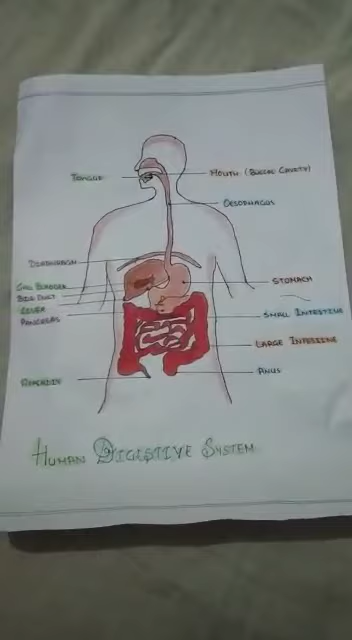 Tongue
Mouth (Buccal Cavity)
Oesophagus
Diaphragm
Gall Bladder
Bile Duct
Liver
Pancreas
Stomach
Small Intestine
Large Intestine
Appendix
Anus
Human Digestive System